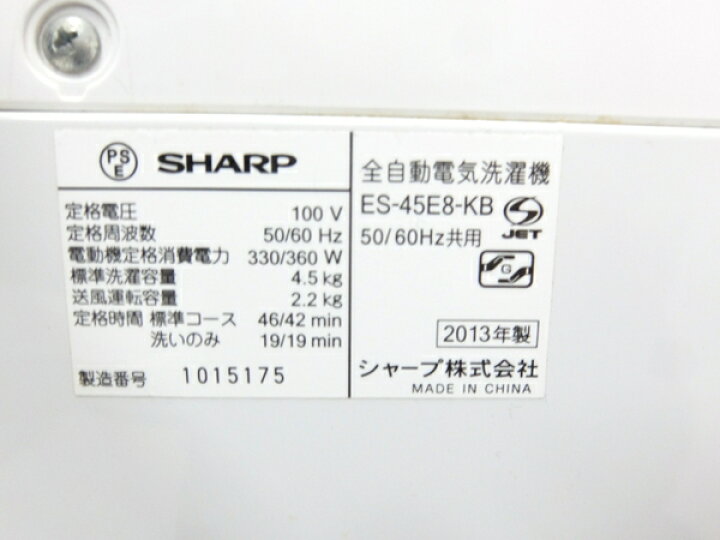 PSE SHARP
定格電圧 100 V
定格周波数 50/60 Hz
電動機定格消費電力 330/360 W
標準洗濯容量 4.5 kg
送風運転容量 2.2 kg
定格時間 標準コース 46/42 min
洗いのみ 19/19 min
製造番号 1015175
全自動電気洗濯機
ES-45E8-KB
JET
50/60Hz共用
G
2013年製
シャープ株式会社
MADE IN CHINA